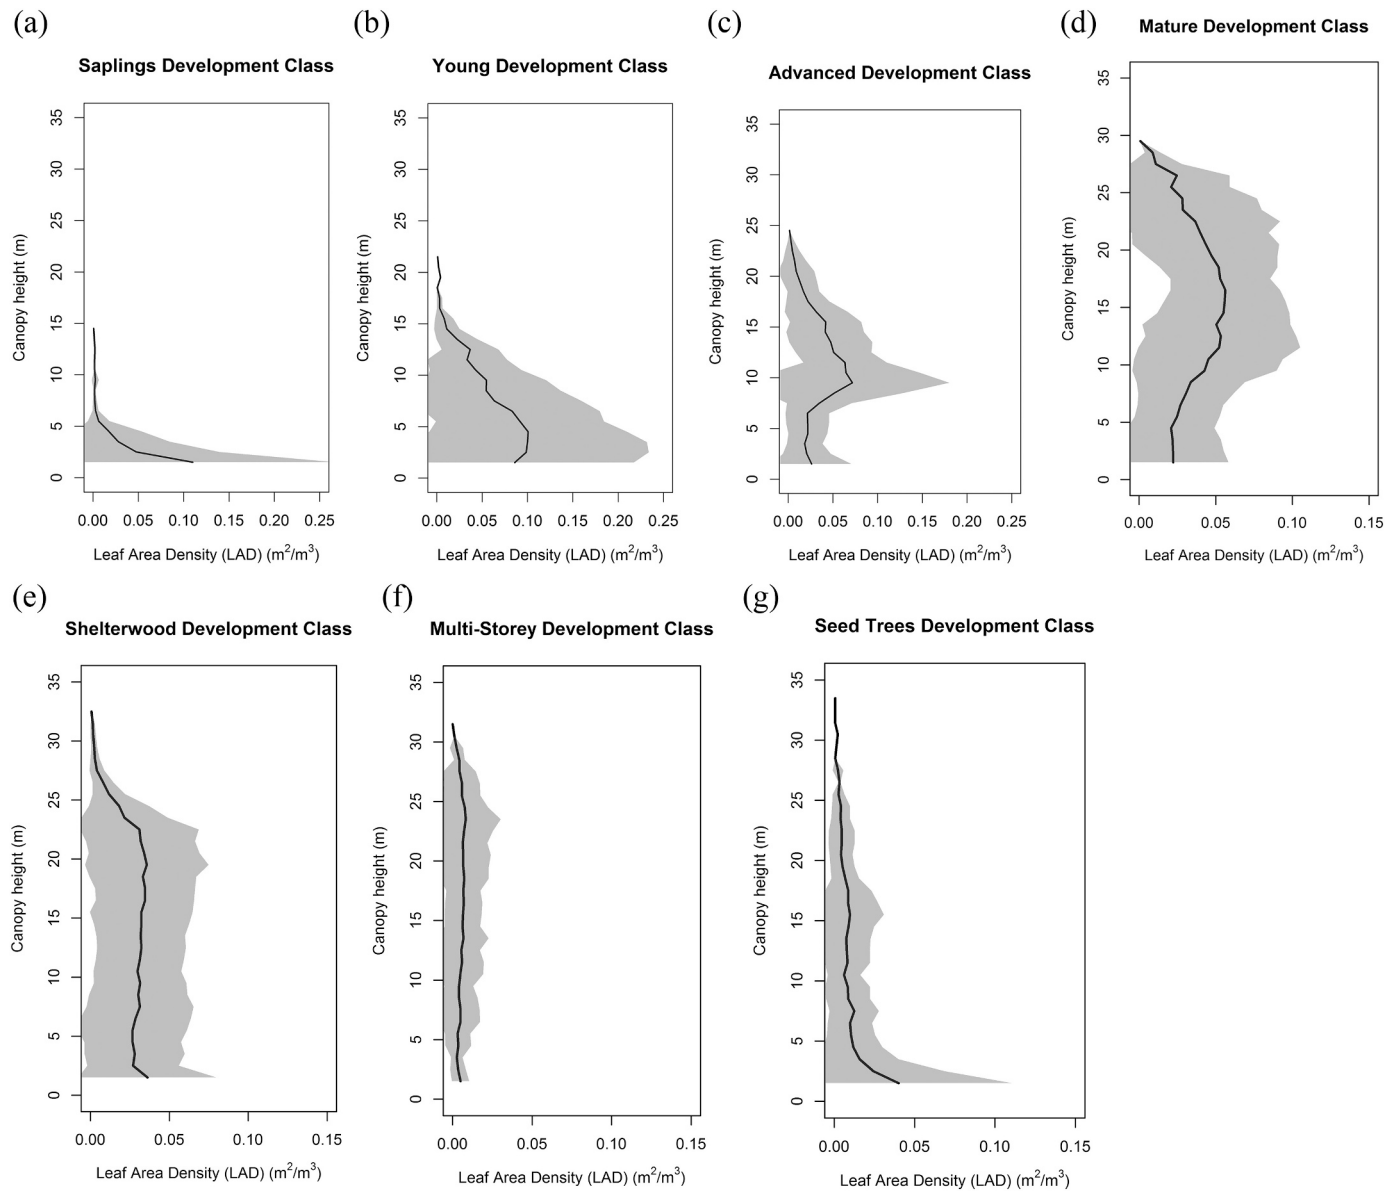 (a)
Saplings Development Class
35
30
25
20
15
10
5
0
Canopy height (m)
0.00 0.05 0.10 0.15 0.20 0.25
Leaf Area Density (LAD) (m²/m³)
(b)
Young Development Class
35
30
25
20
15
10
5
0
Canopy height (m)
0.00 0.05 0.10 0.15 0.20 0.25
Leaf Area Density (LAD) (m²/m³)
(c)
Advanced Development Class
35
30
25
20
15
10
5
0
Canopy height (m)
0.00 0.05 0.10 0.15 0.20 0.25
Leaf Area Density (LAD) (m²/m³)
(d)
Mature Development Class
35
30
25
20
15
10
5
0
Canopy height (m)
0.00 0.05 0.10 0.15
Leaf Area Density (LAD) (m²/m³)
(e)
Shelterwood Development Class
35
30
25
20
15
10
5
0
Canopy height (m)
0.00 0.05 0.10 0.15
Leaf Area Density (LAD) (m²/m³)
(f)
Multi-Storey Development Class
35
30
25
20
15
10
5
0
Canopy height (m)
0.00 0.05 0.10 0.15
Leaf Area Density (LAD) (m²/m³)
(g)
Seed Trees Development Class
35
30
25
20
15
10
5
0
Canopy height (m)
0.00 0.05 0.10 0.15
Leaf Area Density (LAD) (m²/m³)